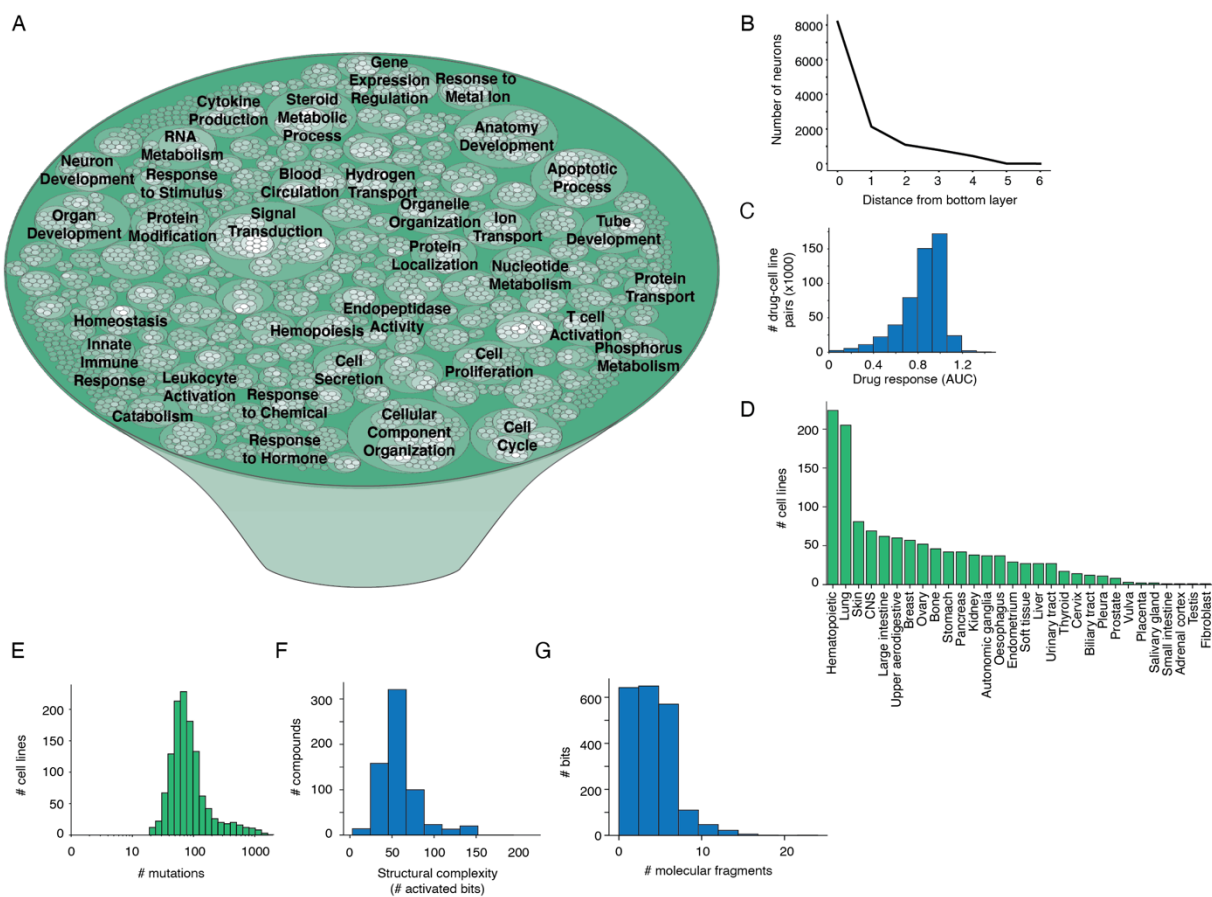 A
Gene
Expression
Regulation
Resonse to
Metal Ion
Cytokine
Production
Steroid
Metabolic
Process
Anatomy
Development
RNA
Metabolism
Neuron
Development
Response
to Stimulus
Blood
Circulation
Hydrogen
Transport
Apoptotic
Process
Organ
Development
Protein
Modification
Signal
Transduction
Organelle
Organization
Ion
Transport
Tube
Development
Protein
Localization
Nucleotide
Metabolism
Protein
Transport
Homeostasis
Hemopoiesis
Endopeptidase
Activity
T cell
Activation
Innate
Immune
Response
Phosphorus
Metabolism
Cell
Secretion
Cell
Proliferation
Leukocyte
Activation
Catabolism
Response
to Chemical
Response
to Hormone
Cellular
Component
Organization
Cell
Cycle
B
Number of neurons
8000
6000
4000
2000
0
0 1 2 3 4 5 6
Distance from bottom layer
C
# drug-cell line
pairs (x1000)
150
100
50
0
0 0.4 0.8 1.2
Drug response (AUC)
D
# cell lines
200
150
100
50
0
Hematopoietic
Lung
Skin
CNS
Large intestine
Upper aerodigestive
Breast
Ovary
Bone
Stomach
Pancreas
Kidney
Autonomic ganglia
Oesophagus
Endometrium
Soft tissue
Liver
Urinary tract
Thyroid
Cervix
Biliary tract
Pleura
Prostate
Vulva
Placenta
Salivary gland
Small intestine
Adrenal cortex
Testis
Fibroblast
E
# cell lines
200
150
100
50
0
0 10 100 1000
# mutations
F
# compounds
300
200
100
0
0 50 100 150 200
Structural complexity
(# activated bits)
G
# bits
600
400
200
0
0 10 20
# molecular fragments